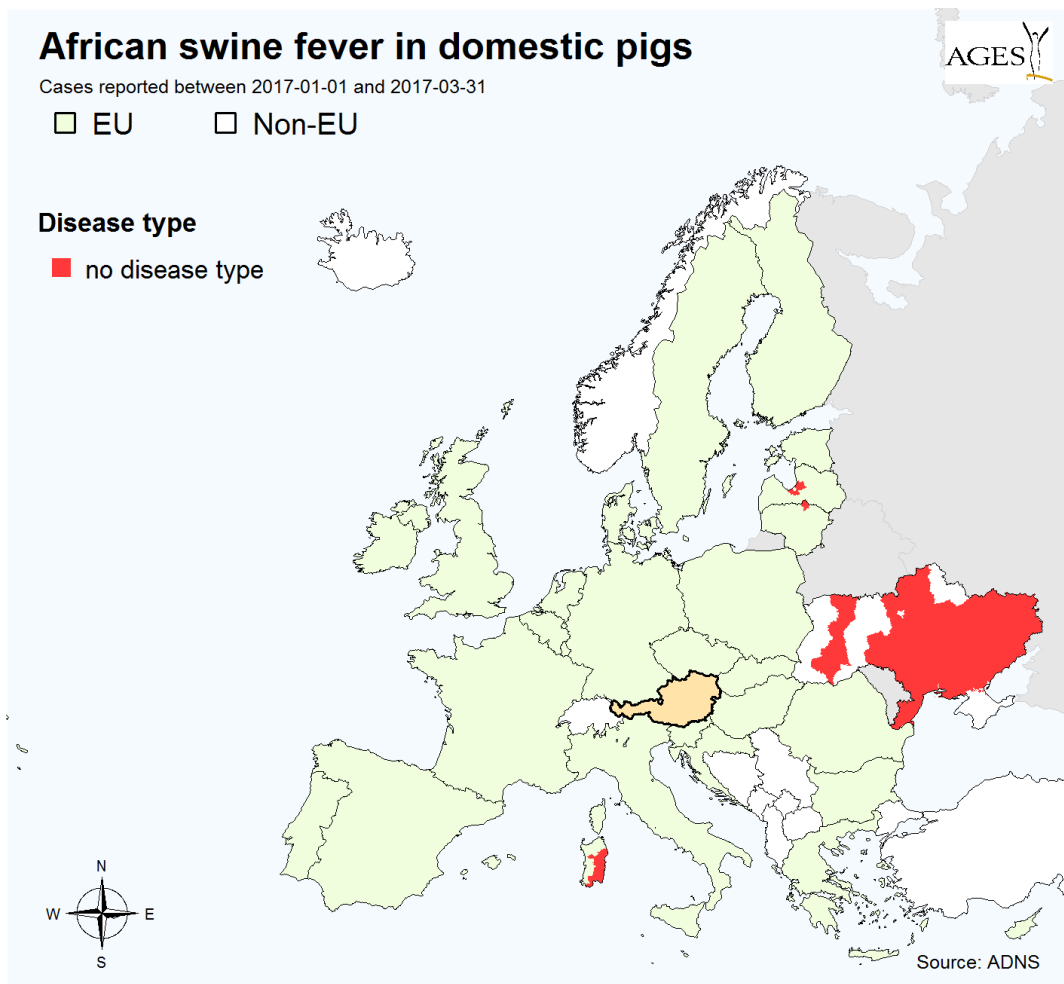 African swine fever in domestic pigs
AGES
Cases reported between 2017-01-01 and 2017-03-31
EU Non-EU
Disease type
no disease type
N
W E
S
Source: ADNS